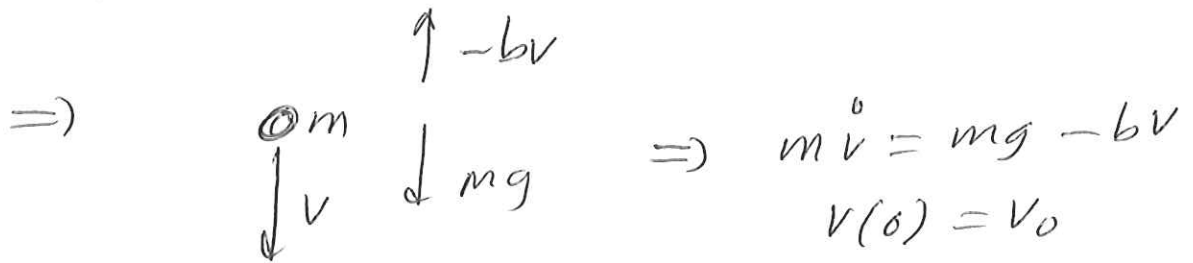 -bv
=> m
mg
v
=> mv̇ = mg - bv
v(0) = v₀